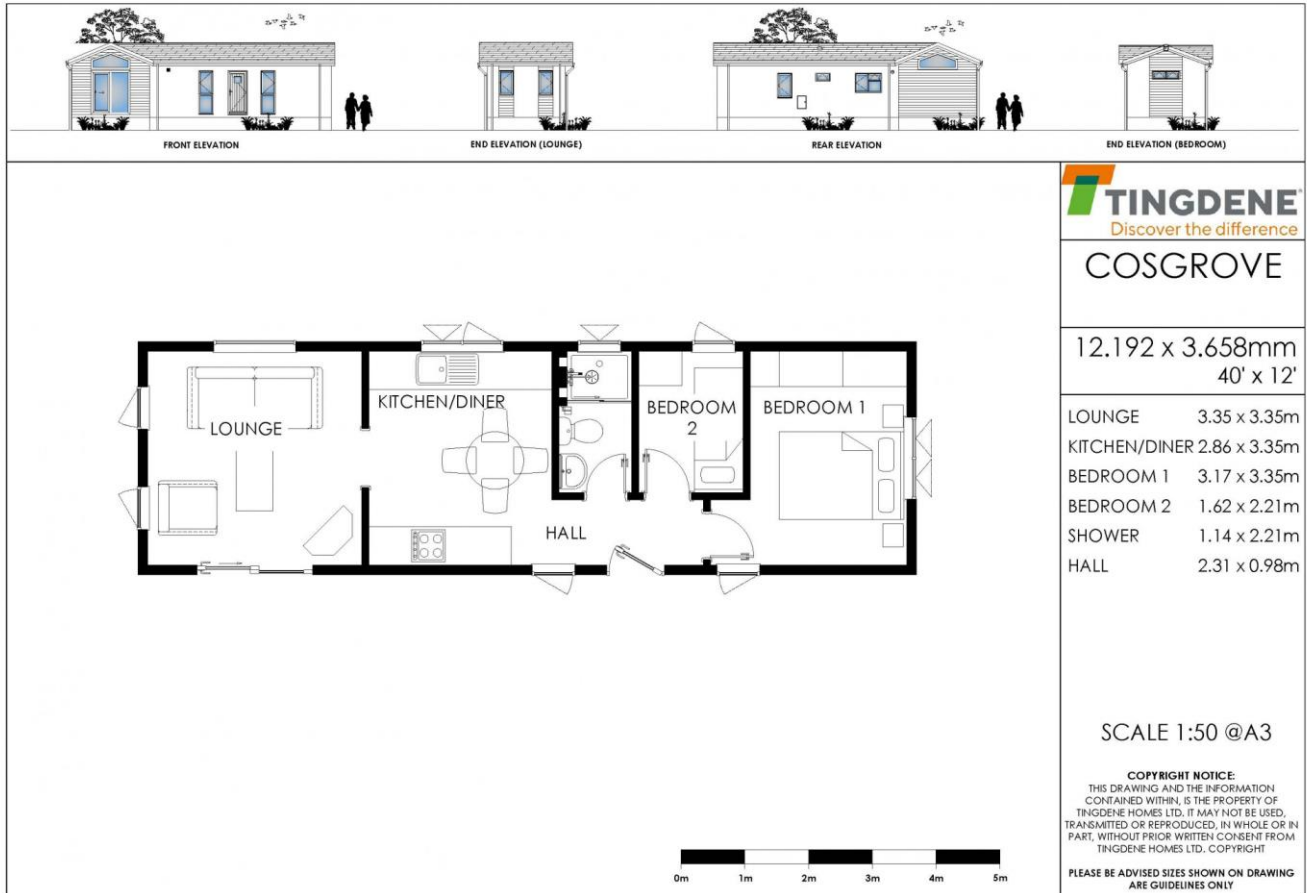 FRONT ELEVATION
END ELEVATION (LOUNGE)
REAR ELEVATION
END ELEVATION (BEDROOM)
TINGDENE
Discover the difference
COSGROVE
12.192 x 3.658mm
40' x 12'
LOUNGE 3.35 x 3.35m
KITCHEN/DINER 2.86 x 3.35m
BEDROOM 1 3.17 x 3.35m
BEDROOM 2 1.62 x 2.21m
SHOWER 1.14 x 2.21m
HALL 2.31 x 0.98m
KITCHEN/DINER
BEDROOM
2
BEDROOM 1
LOUNGE
HALL
SCALE 1:50 @A3
COPYRIGHT NOTICE:
THIS DRAWING AND THE INFORMATION
CONTAINED WITHIN, IS THE PROPERTY OF
TINGDENE HOMES LTD. IT MAY NOT BE USED,
TRANSMITTED OR REPRODUCED, IN WHOLE OR IN
PART, WITHOUT PRIOR WRITTEN CONSENT FROM
TINGDENE HOMES LTD. COPYRIGHT
PLEASE BE ADVISED SIZES SHOWN ON DRAWING
ARE GUIDELINES ONLY
0m 1m 2m 3m 4m 5m